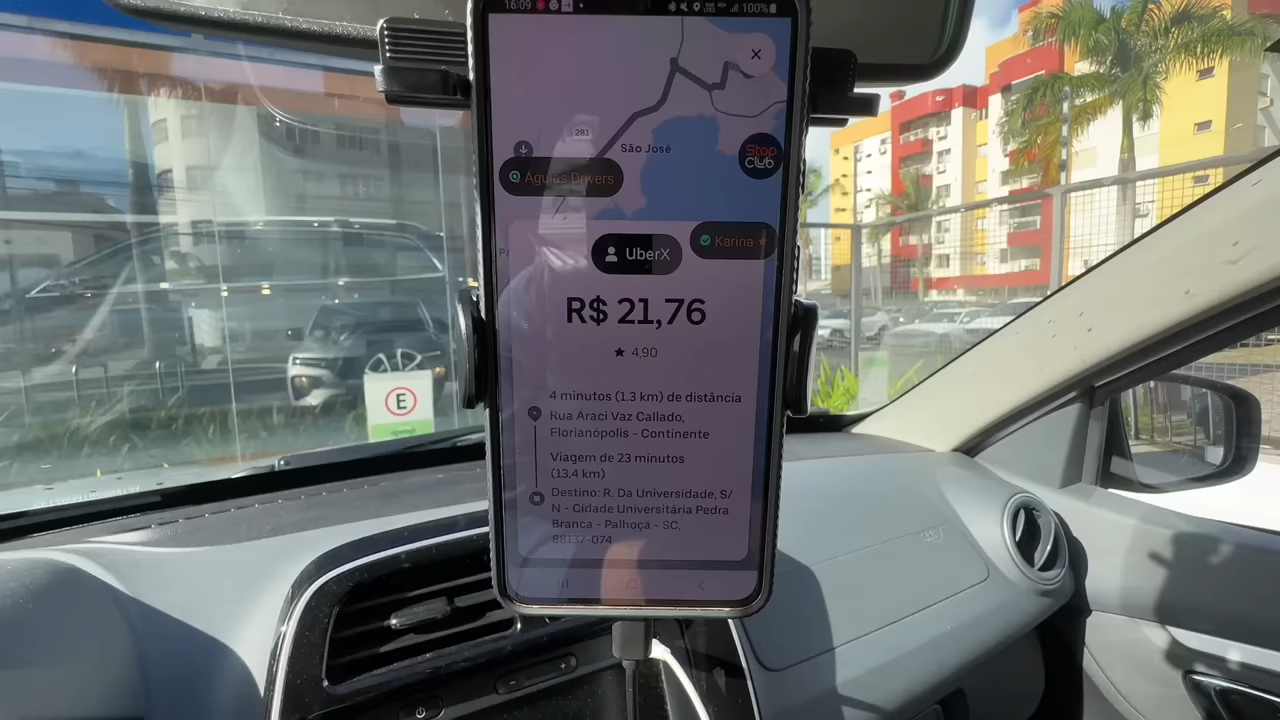 16:09
100%
281
São José
Stop
Club
Águias Drivers
Karina
UberX
R$ 21,76
★ 4,90
4 minutos (1.3 km) de distância
Rua Araci Vaz Callado,
Florianópolis - Continente
Viagem de 23 minutos
(13,4 km)
Destino: R. Da Universidade, S/
N - Cidade Universitária Pedra
Branca - Palhoça - SC,
88137-074
E